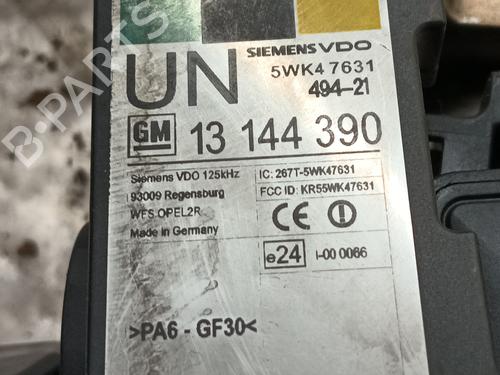 UN
SIEMENS VDO
5WK4 7631
494-21
GM 13 144 390
Siemens VDO 125kHz
93009 Regensburg
WFS OPEL2R
Made in Germany
IC: 267T-5WK47631
FCC ID: KR55WK47631
CE
e24 I-00 0066
>PA6 - GF30<
B-PARTS